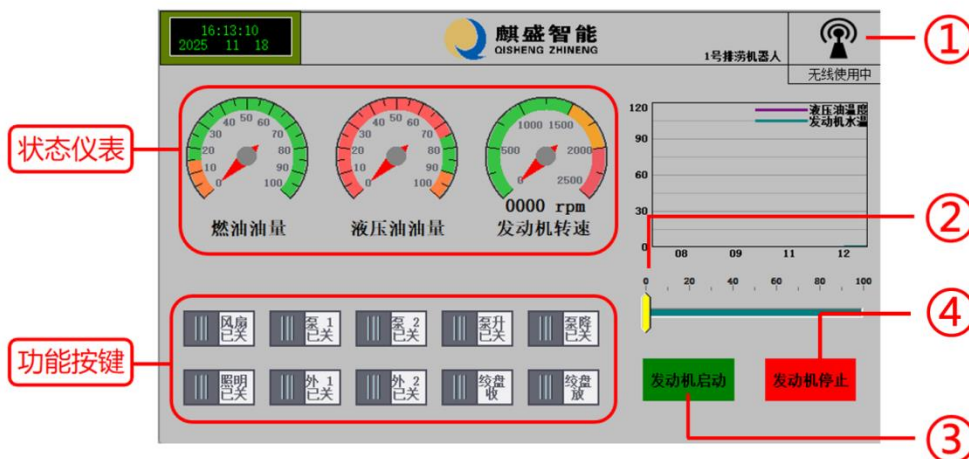 16:13:10
2025 11 18
麒盛智能
QISHENG ZHINENG
1号排涝机器人
无线使用中
①
状态仪表
0 10 20 30 40 50 60 70 80 90 100
燃油油量
0 10 20 30 40 50 60 70 80 90 100
液压油油量
0 500 1000 1500 2000 2500
0000 rpm
发动机转速
液压油温度
发动机水温
120
90
60
30
0
08 09 11 12
②
0 20 40 60 80 100
④
功能按键
风扇
已关
泵 1
已关
泵 2
已关
泵升
已关
泵降
已关
照明
已关
外 1
已关
外 2
已关
绞盘
收
绞盘
放
发动机启动
发动机停止
③